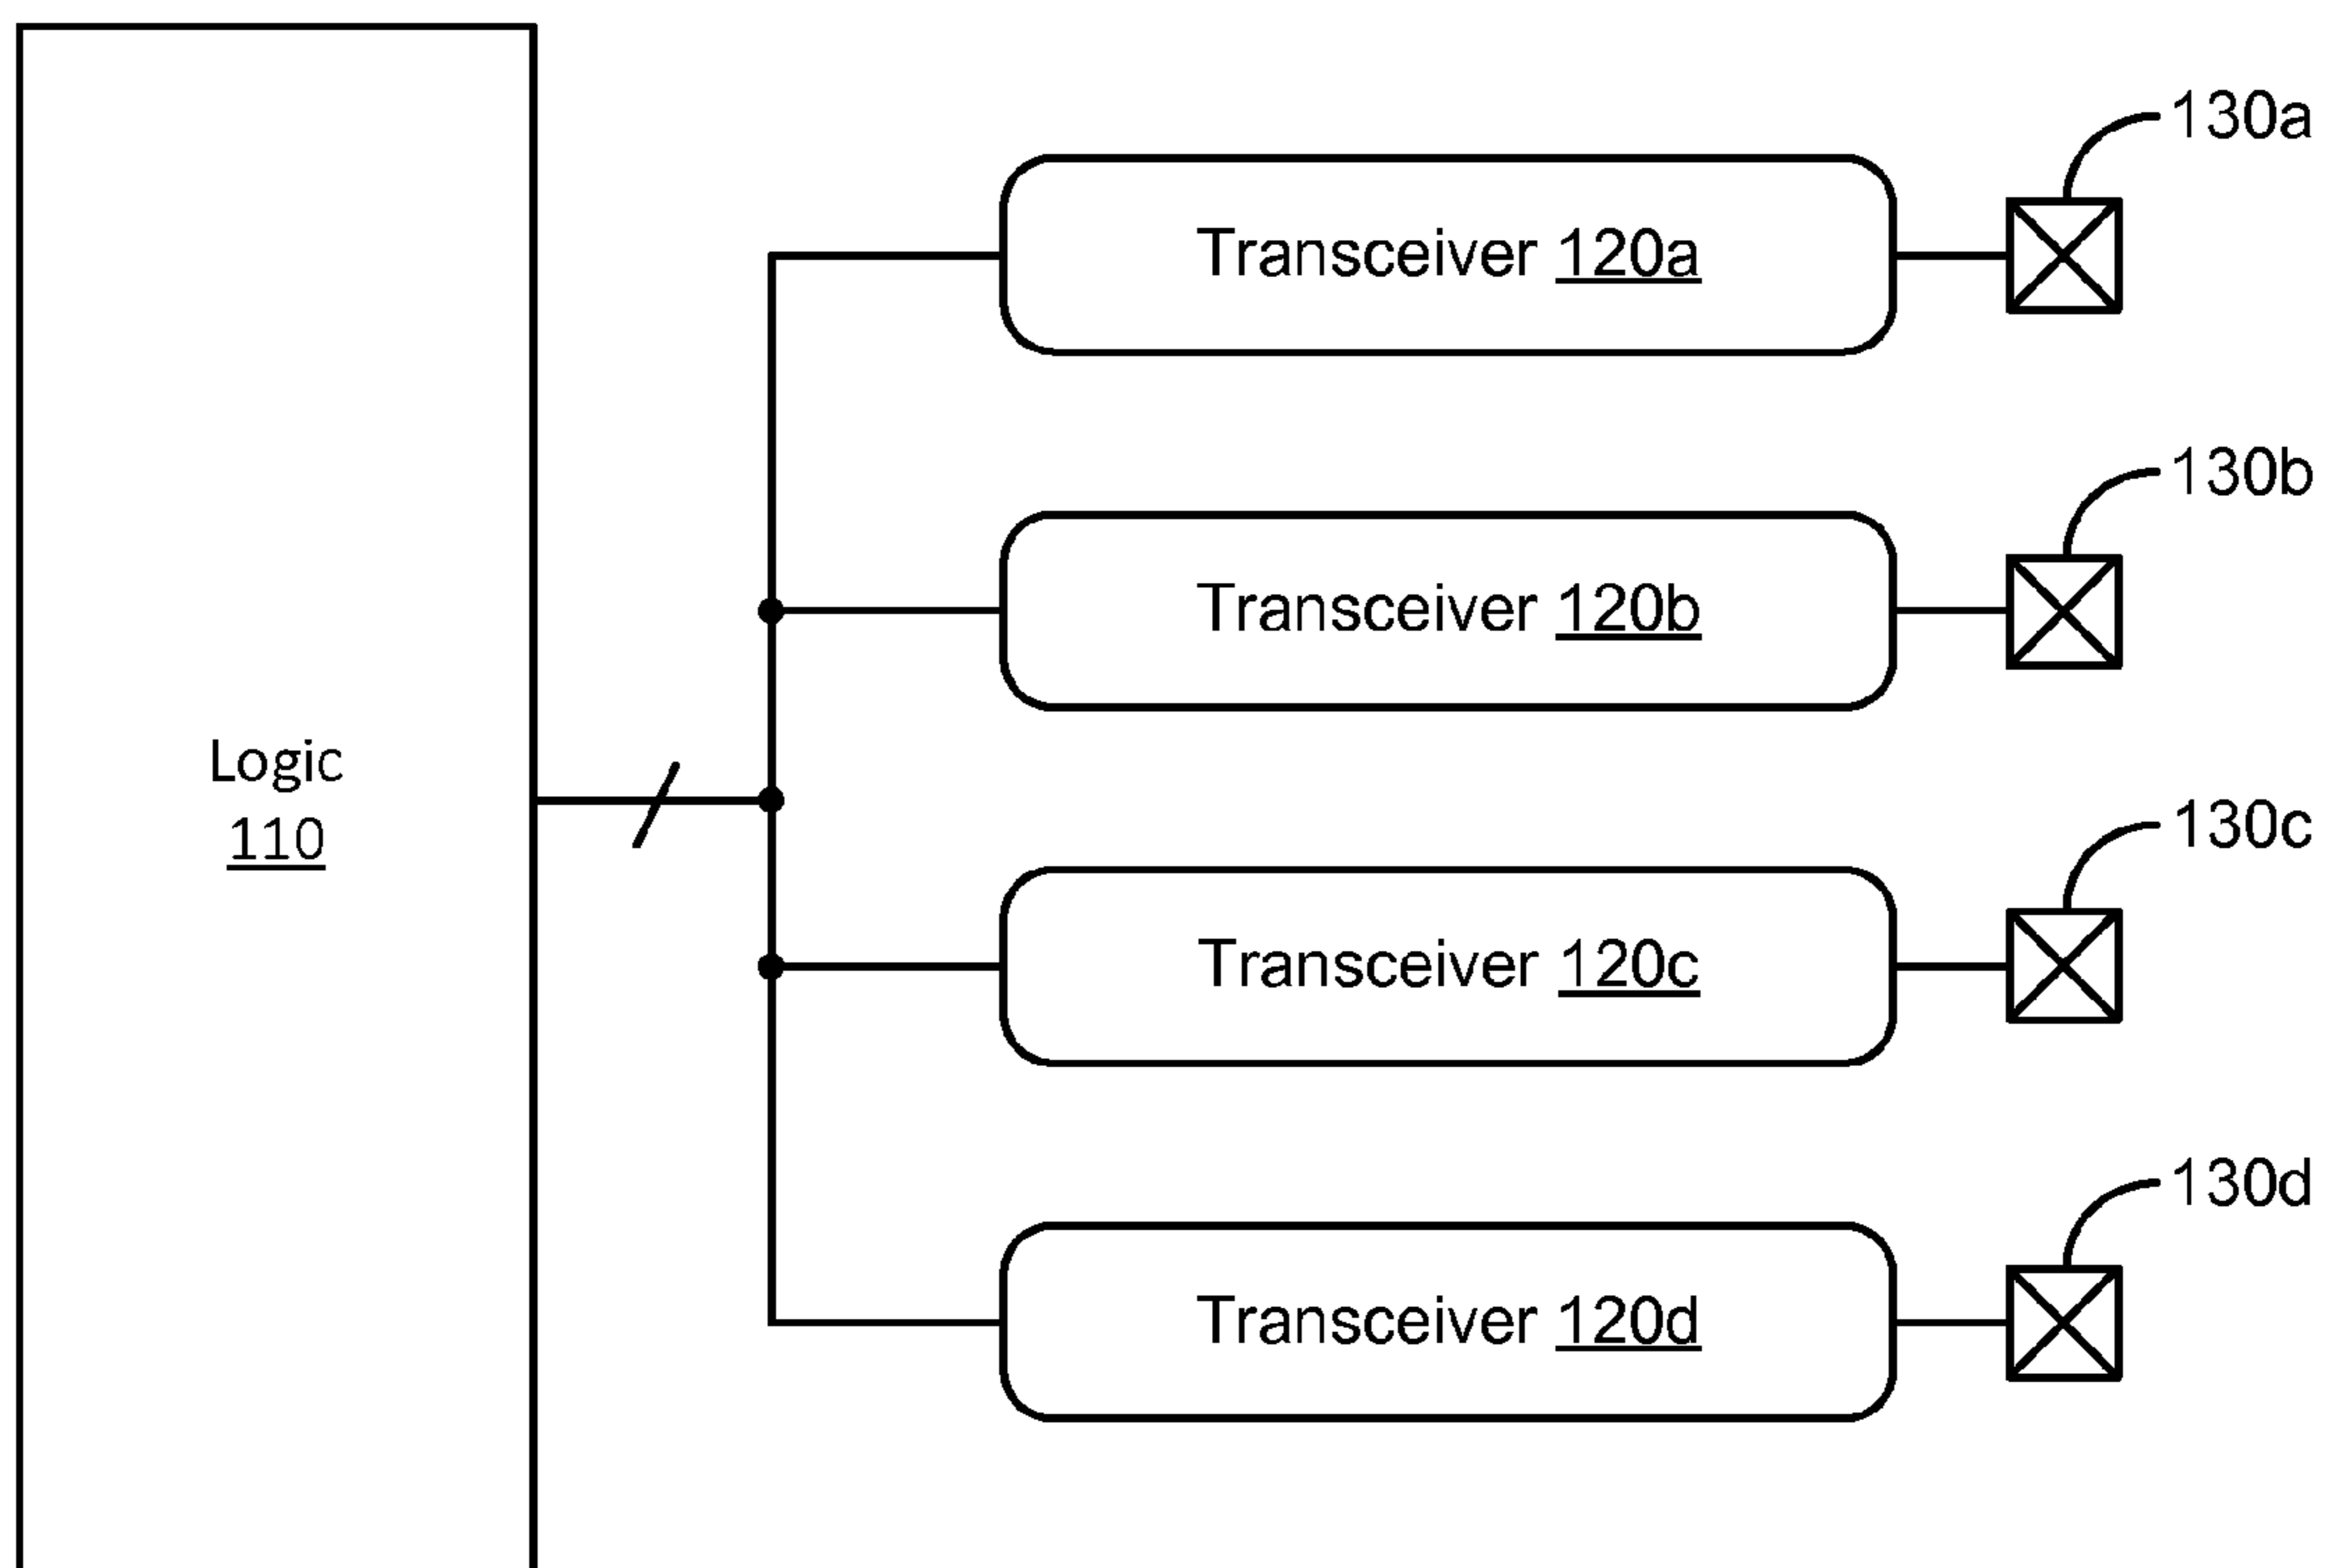 130a
Transceiver 120a
130b
Transceiver 120b
Logic
110
130c
Transceiver 120c
130d
Transceiver 120d